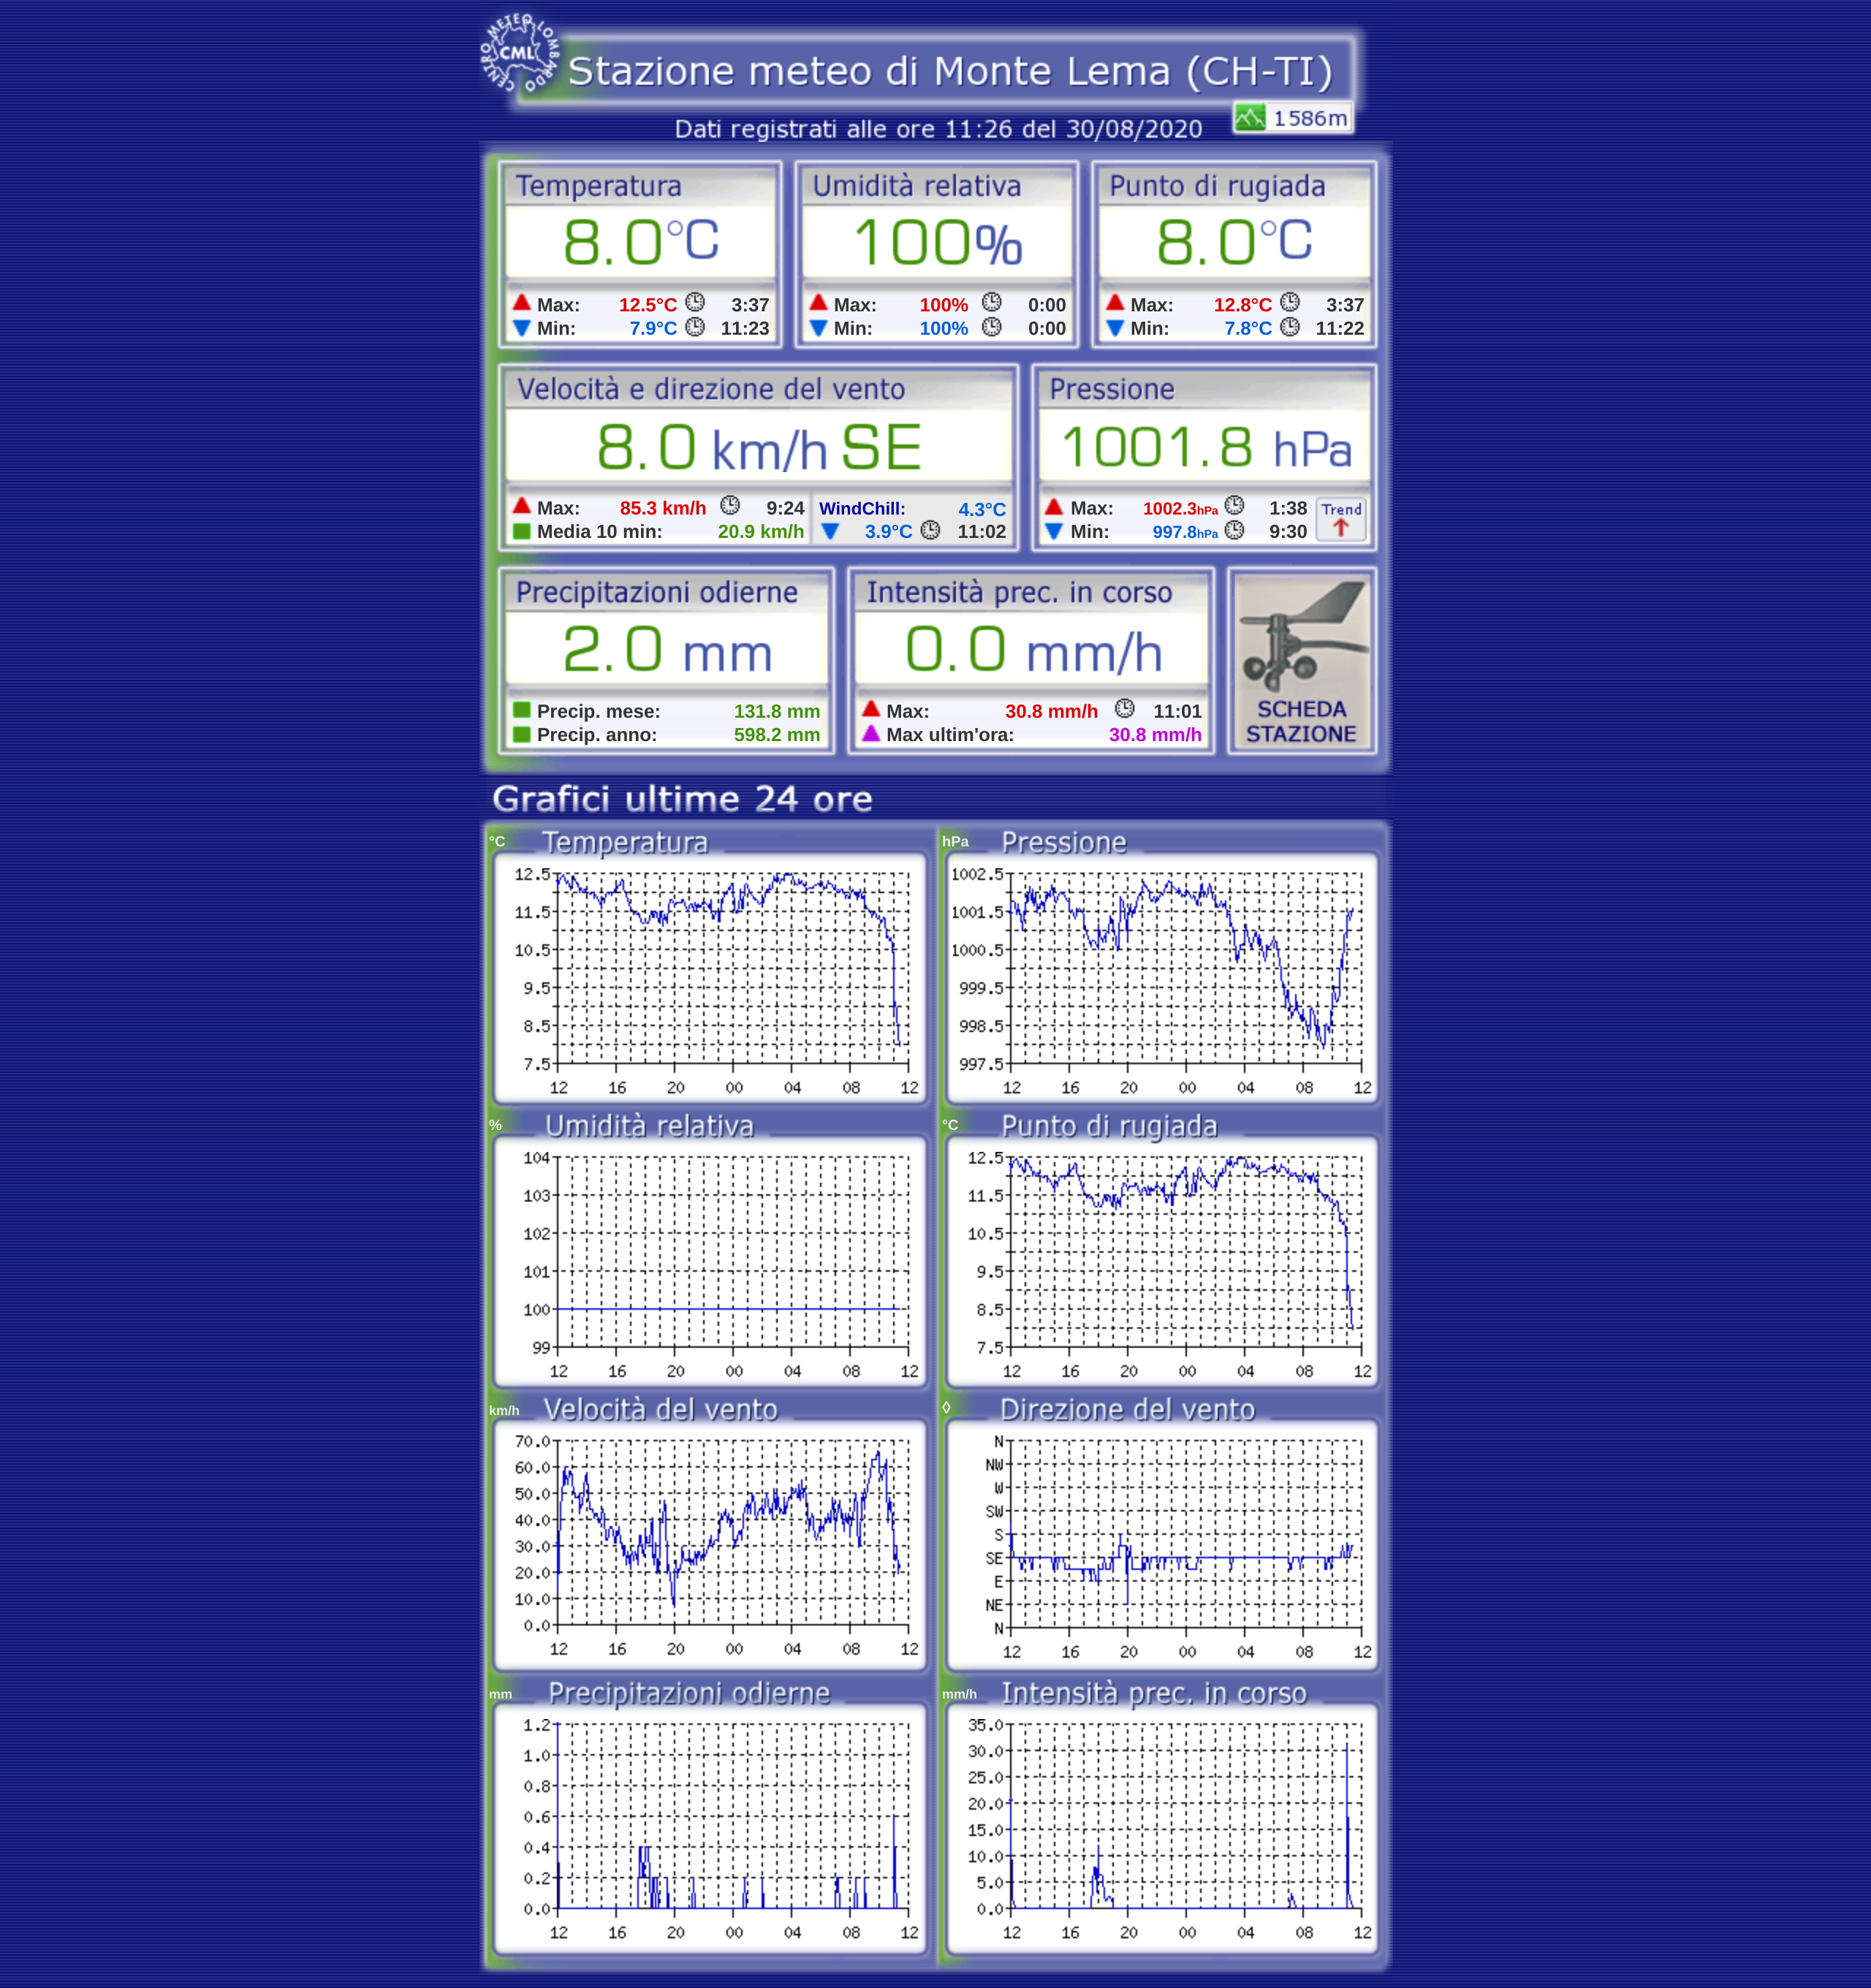 CENTRO METEO LOMBARDO
CML
Stazione meteo di Monte Lema (CH-TI)
1586m
Dati registrati alle ore 11:26 del 30/08/2020
Temperatura
8.0°C
Max: 12.5°C 3:37
Min: 7.9°C 11:23
Umidità relativa
100%
Max: 100% 0:00
Min: 100% 0:00
Punto di rugiada
8.0°C
Max: 12.8°C 3:37
Min: 7.8°C 11:22
Velocità e direzione del vento
8.0 km/h SE
Max: 85.3 km/h 9:24
Media 10 min: 20.9 km/h
WindChill: 4.3°C
3.9°C 11:02
Pressione
1001.8 hPa
Max: 1002.3hPa 1:38
Min: 997.8hPa 9:30
Trend
Precipitazioni odierne
2.0 mm
Precip. mese: 131.8 mm
Precip. anno: 598.2 mm
Intensità prec. in corso
0.0 mm/h
Max: 30.8 mm/h 11:01
Max ultim'ora: 30.8 mm/h
SCHEDA
STAZIONE
Grafici ultime 24 ore
°C Temperatura
12.5
11.5
10.5
9.5
8.5
7.5
12 16 20 00 04 08 12
hPa Pressione
1002.5
1001.5
1000.5
999.5
998.5
997.5
12 16 20 00 04 08 12
% Umidità relativa
104
103
102
101
100
99
12 16 20 00 04 08 12
°C Punto di rugiada
12.5
11.5
10.5
9.5
8.5
7.5
12 16 20 00 04 08 12
km/h Velocità del vento
70.0
60.0
50.0
40.0
30.0
20.0
10.0
0.0
12 16 20 00 04 08 12
◊ Direzione del vento
N
NW
W
SW
S
SE
E
NE
N
12 16 20 00 04 08 12
mm Precipitazioni odierne
1.2
1.0
0.8
0.6
0.4
0.2
0.0
12 16 20 00 04 08 12
mm/h Intensità prec. in corso
35.0
30.0
25.0
20.0
15.0
10.0
5.0
0.0
12 16 20 00 04 08 12